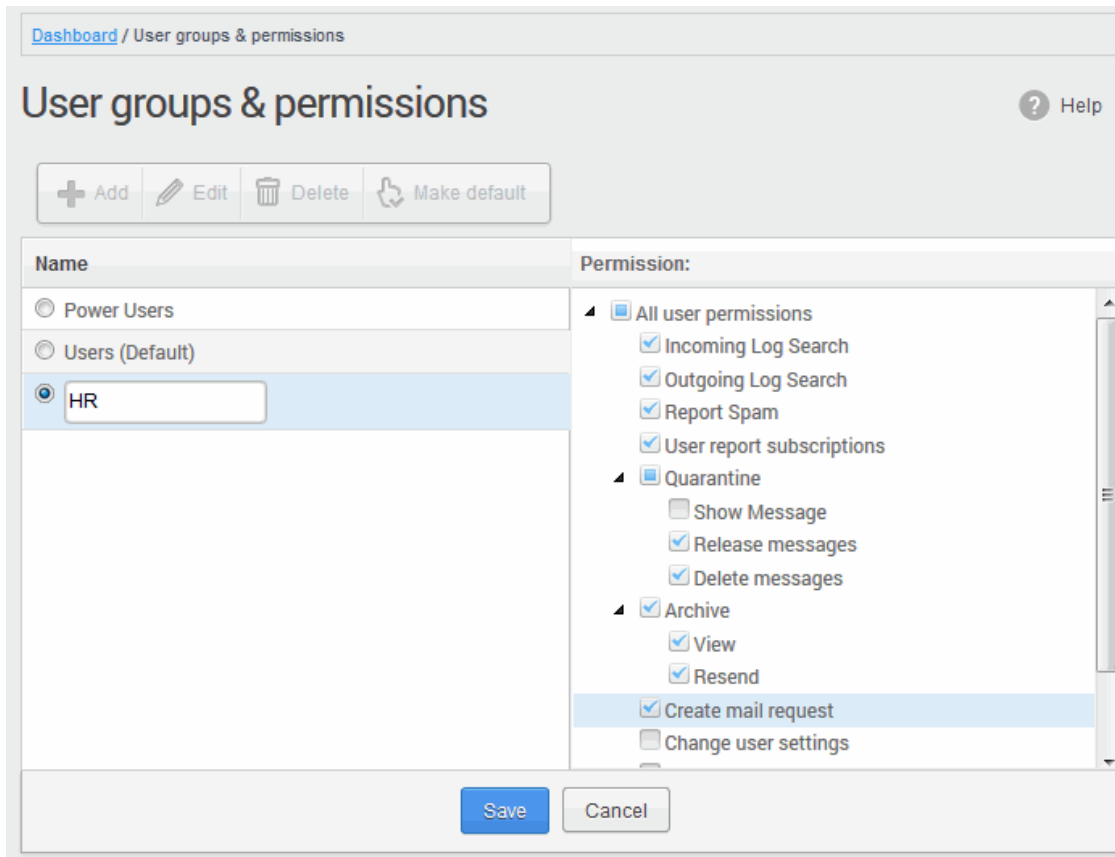 Dashboard / User groups & permissions
User groups & permissions
? Help
Add Edit Delete Make default
Name
Permission:
Power Users
Users (Default)
HR
All user permissions
Incoming Log Search
Outgoing Log Search
Report Spam
User report subscriptions
Quarantine
Show Message
Release messages
Delete messages
Archive
View
Resend
Create mail request
Change user settings
Save Cancel